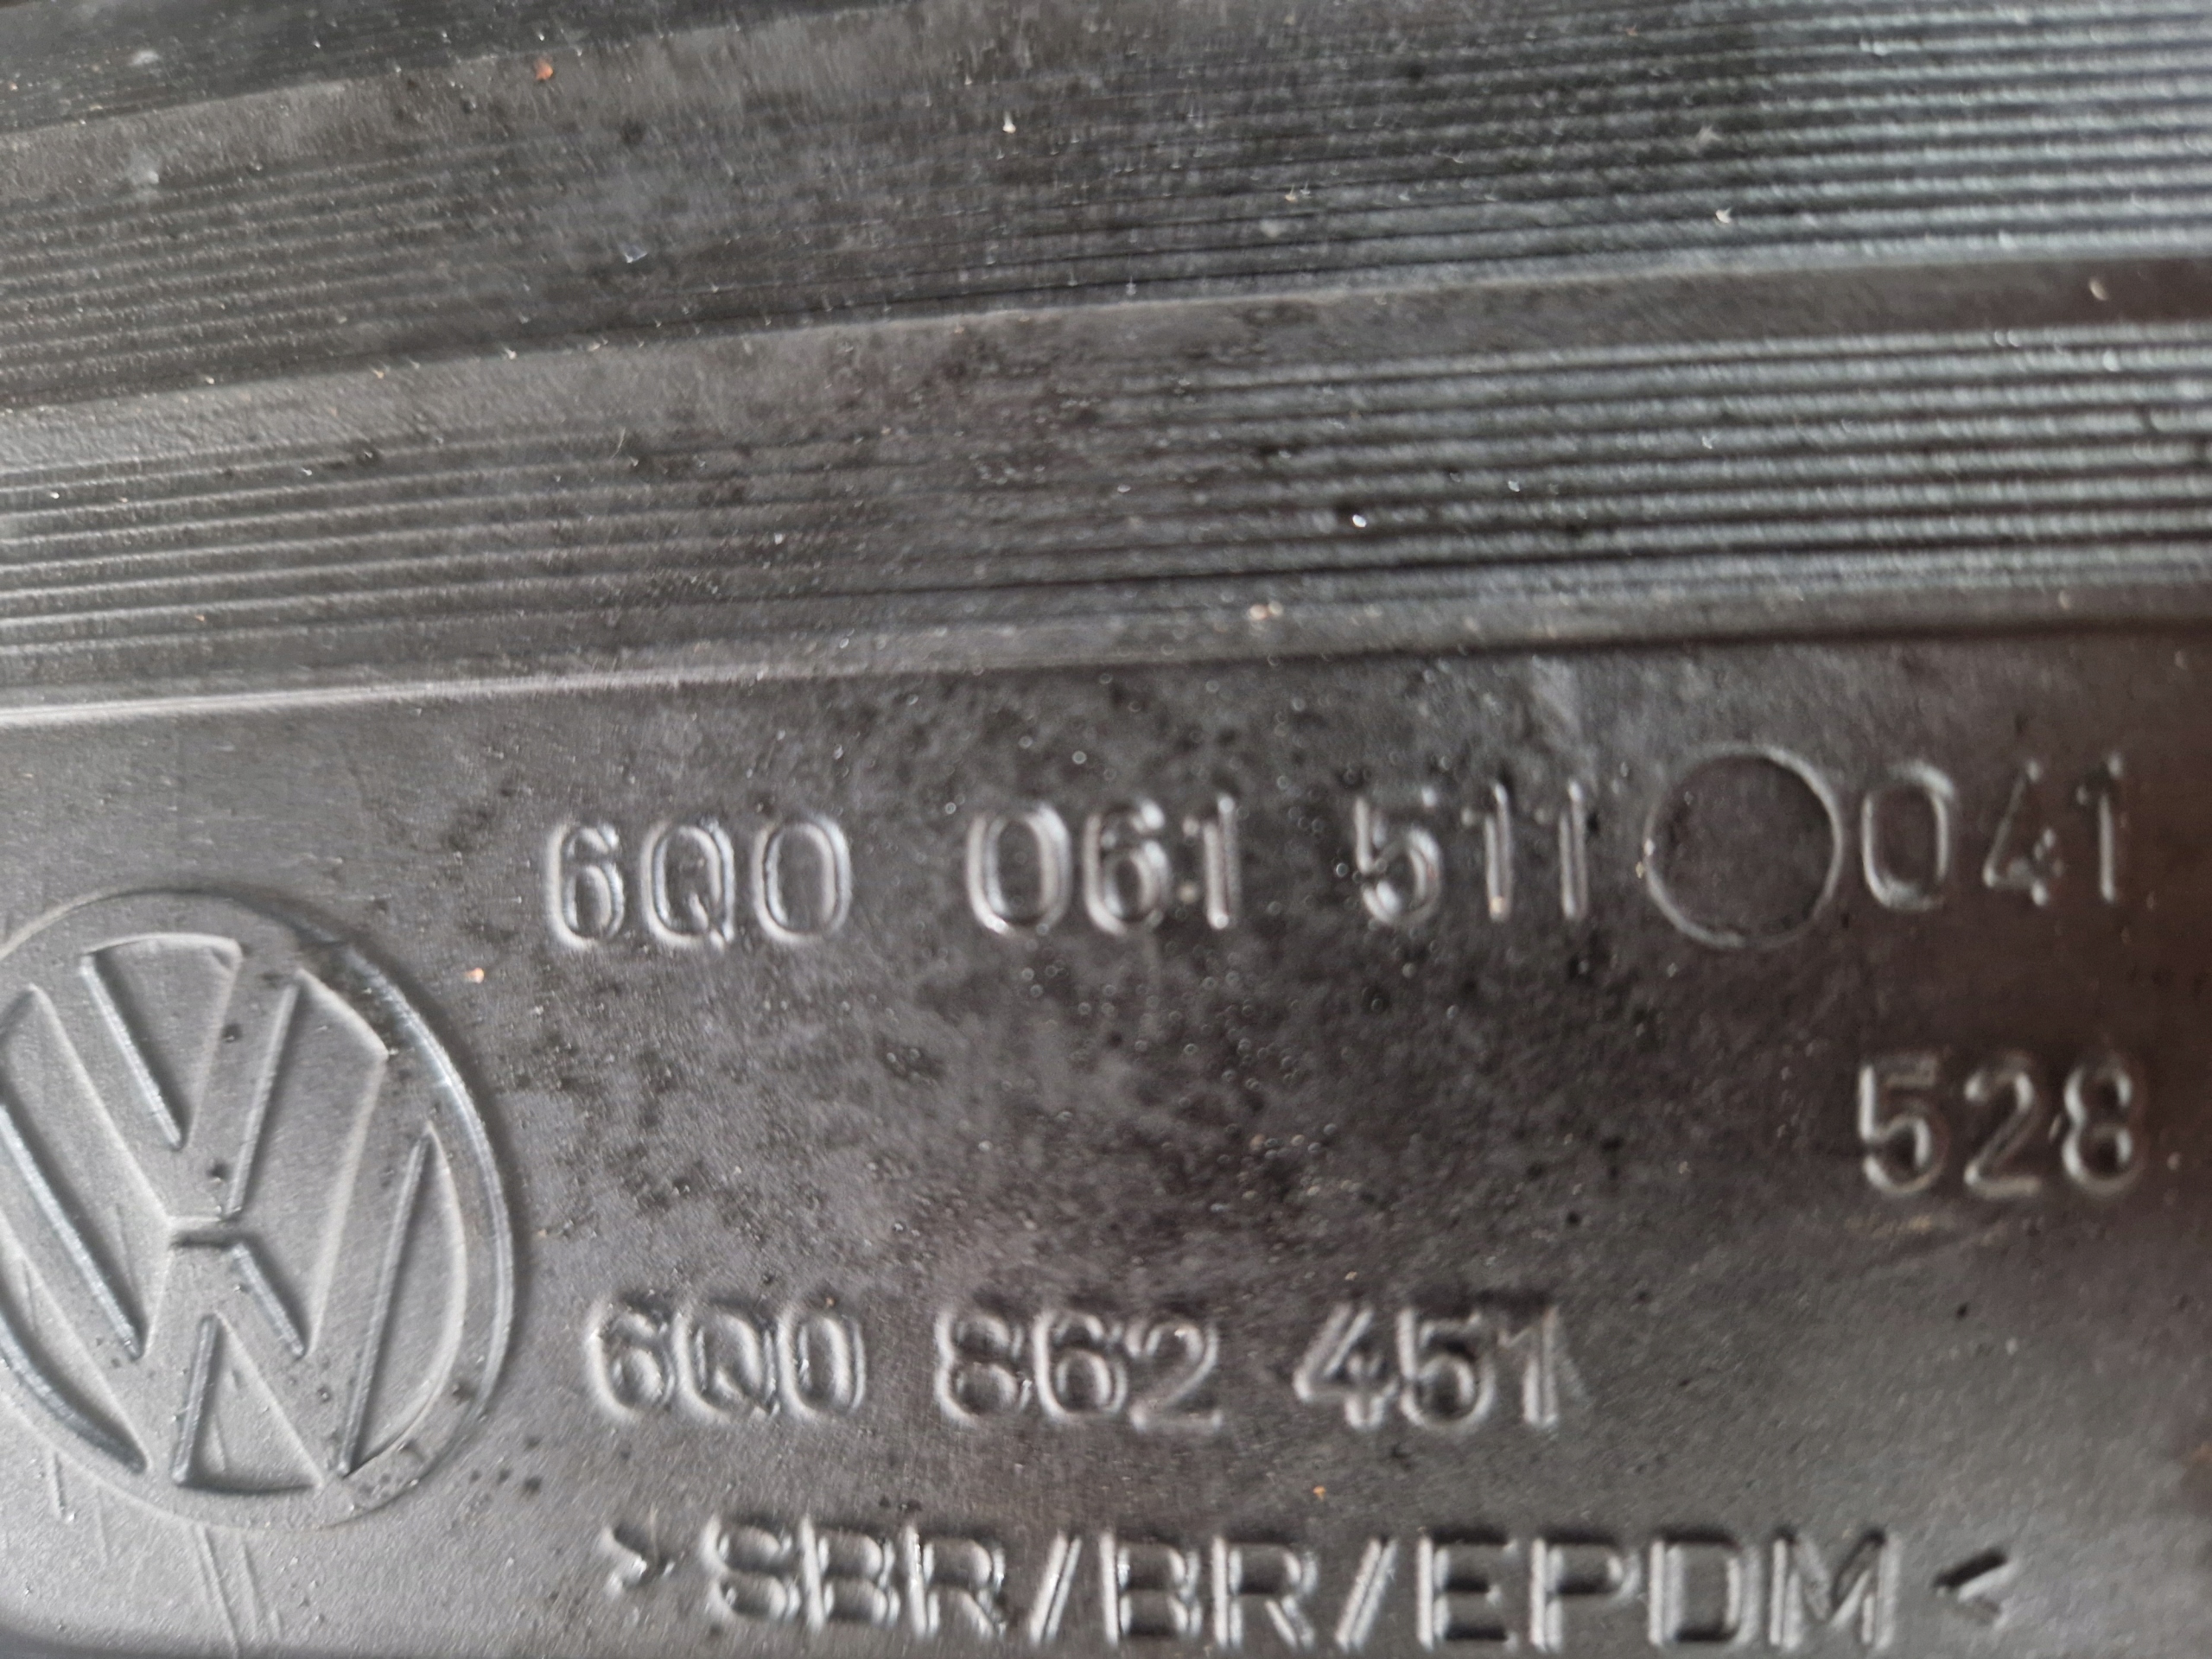 6Q0 061 511 041
528
6Q0 862 451
>SBR/BR/EPDM<